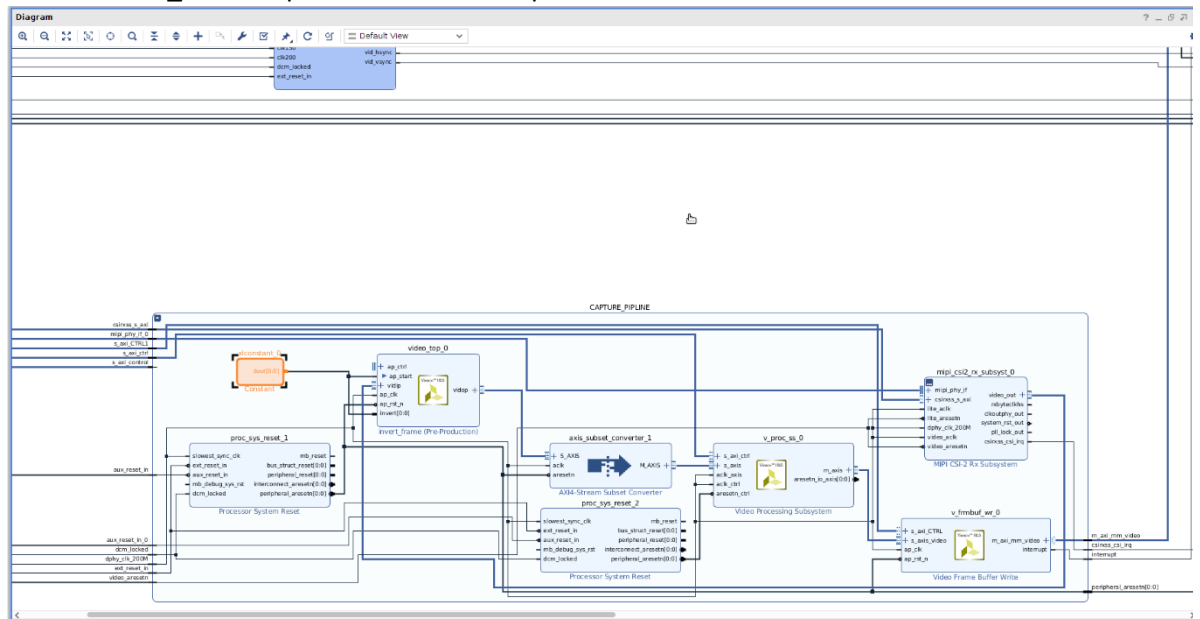 Diagram
Default View
clk200
dcm_locked
ext_reset_in
vid_hsync
vid_vsync
CAPTURE_PIPLINE
csirxss_s_axi
mipi_phy_if_0
s_axi_CTRL1
s_axi_ctrl
s_axi_control
aux_reset_in
aux_reset_in_0
dcm_locked
dphy_clk_200M
ext_reset_in
video_aresetn
xlconstant_0
dout[0:0]
Constant
video_top_0
ap_ctrl
ap_start
vidip
ap_clk
ap_rst_n
invert[0:0]
vidop
Invert_frame (Pre-Production)
proc_sys_reset_1
slowest_sync_clk
ext_reset_in
aux_reset_in
mb_debug_sys_rst
dcm_locked
mb_reset
bus_struct_reset[0:0]
peripheral_reset[0:0]
interconnect_aresetn[0:0]
peripheral_aresetn[0:0]
Processor System Reset
axis_subset_converter_1
S_AXIS
aclk
aresetn
M_AXIS
AXI4-Stream Subset Converter
proc_sys_reset_2
slowest_sync_clk
ext_reset_in
aux_reset_in
mb_debug_sys_rst
dcm_locked
mb_reset
bus_struct_reset[0:0]
peripheral_reset[0:0]
interconnect_aresetn[0:0]
peripheral_aresetn[0:0]
Processor System Reset
v_proc_ss_0
s_axi_ctrl
s_axis
aclk_axis
aclk_ctrl
aresetn_ctrl
m_axis
aresetn_io_axis[0:0]
Video Processing Subsystem
mipi_csi2_rx_subsyst_0
mipi_phy_if
csirxss_s_axi
lite_aclk
lite_aresetn
dphy_clk_200M
video_aclk
video_aresetn
video_out
rxbyteclkhs
clkoutphy_out
system_rst_out
pll_lock_out
csirxss_csi_irq
MIPI CSI-2 Rx Subsystem
v_frmbuf_wr_0
s_axi_CTRL
s_axis_video
ap_clk
ap_rst_n
m_axi_mm_video
interrupt
Video Frame Buffer Write
m_axi_mm_video
csirxss_csi_irq
interrupt
peripheral_aresetn[0:0]